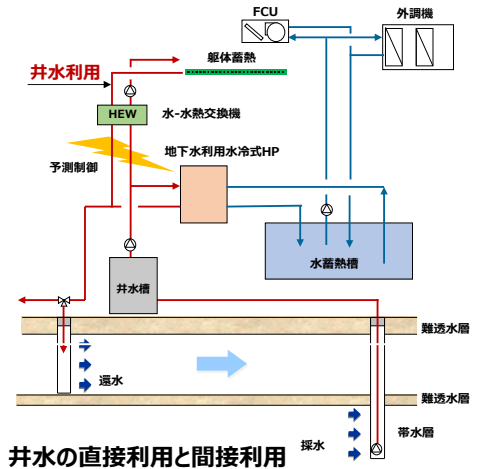 FCU
外調機
躯体蓄熱
井水利用
HEW
水-水熱交換機
予測制御
地下水利用水冷式HP
井水槽
水蓄熱槽
難透水層
還水
難透水層
採水
帯水層
井水の直接利用と間接利用